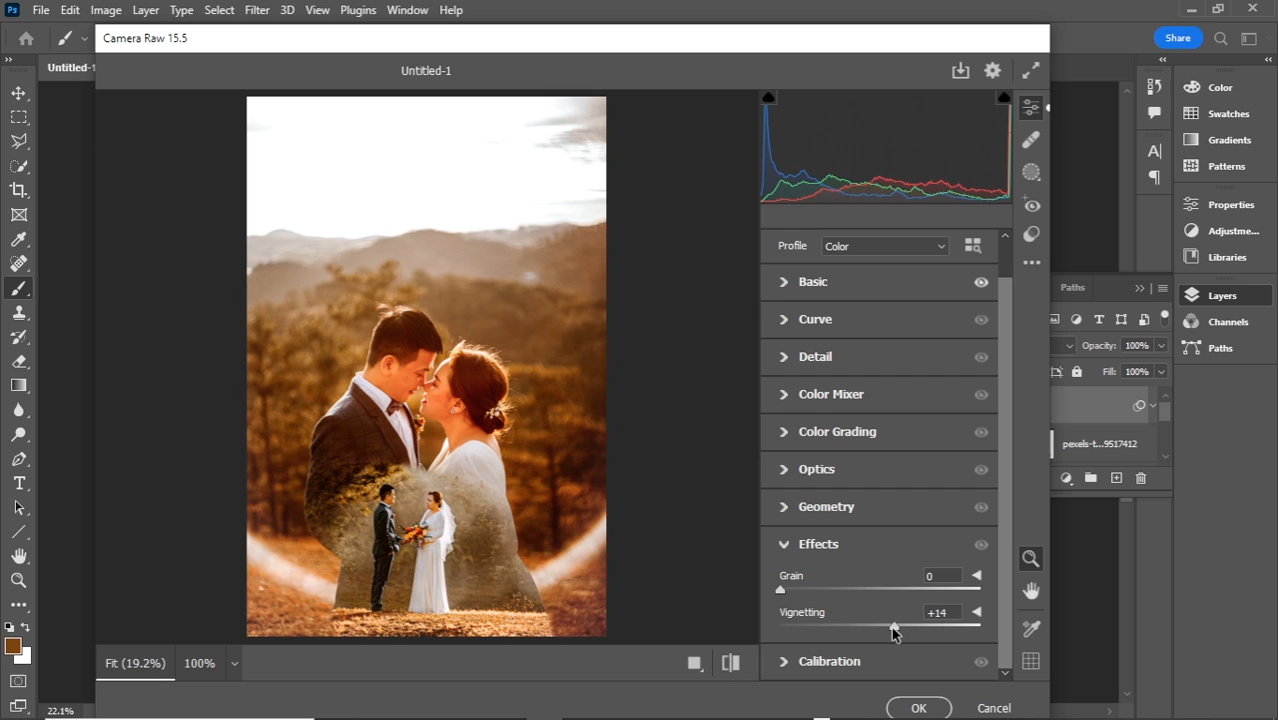 Ps File Edit Image Layer Type Select Filter 3D View Plugins Window Help
Camera Raw 15.5
Share
Untitled-1
Untitled-1
Color
Swatches
Gradients
Patterns
Profile Color
Properties
Adjustme...
Libraries
Basic
Paths
Layers
Curve
Channels
Opacity: 100%
Paths
Detail
Fill: 100%
Color Mixer
Color Grading
pexels-t...9517412
Optics
Geometry
Effects
Grain 0
Vignetting +14
Calibration
Fit (19.2%) 100%
22.1%
OK Cancel